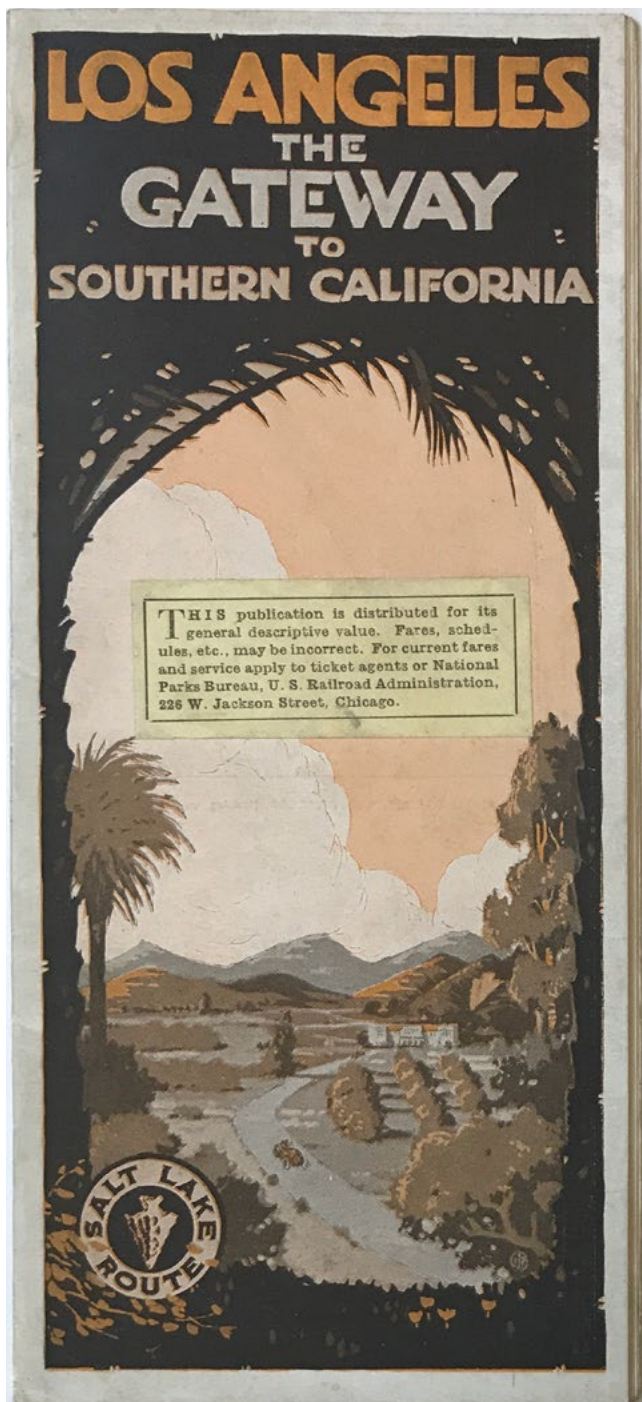 LOS ANGELES
THE
GATEWAY
TO
SOUTHERN CALIFORNIA
THIS publication is distributed for its
general descriptive value. Fares, sched-
ules, etc., may be incorrect. For current fares
and service apply to ticket agents or National
Parks Bureau, U. S. Railroad Administration,
226 W. Jackson Street, Chicago.
SALT LAKE
ROUTE